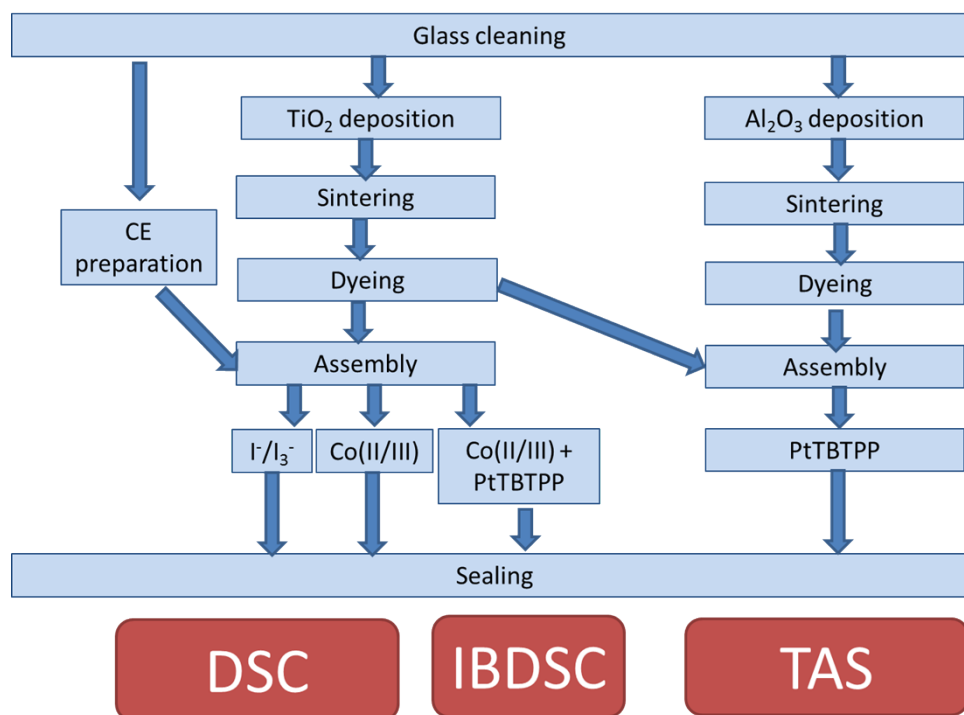 Glass cleaning
TiO₂ deposition
Al₂O₃ deposition
Sintering
Sintering
CE
preparation
Dyeing
Dyeing
Assembly
Assembly
I⁻/I₃⁻
Co(II/III)
Co(II/III) +
PtTBTPP
PtTBTPP
Sealing
DSC
IBDSC
TAS